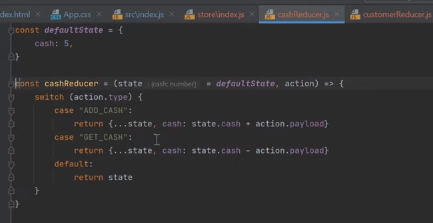 dex.html App.css src\index.js store\index.js cashReducer.js customerReducer.js
const defaultState = {
cash: 5,
}
const cashReducer = (state :{cash: number} = defaultState, action) => {
switch (action.type) {
case "ADD_CASH":
return {...state, cash: state.cash + action.payload}
case "GET_CASH":
return {...state, cash: state.cash - action.payload}
default:
return state
}
}